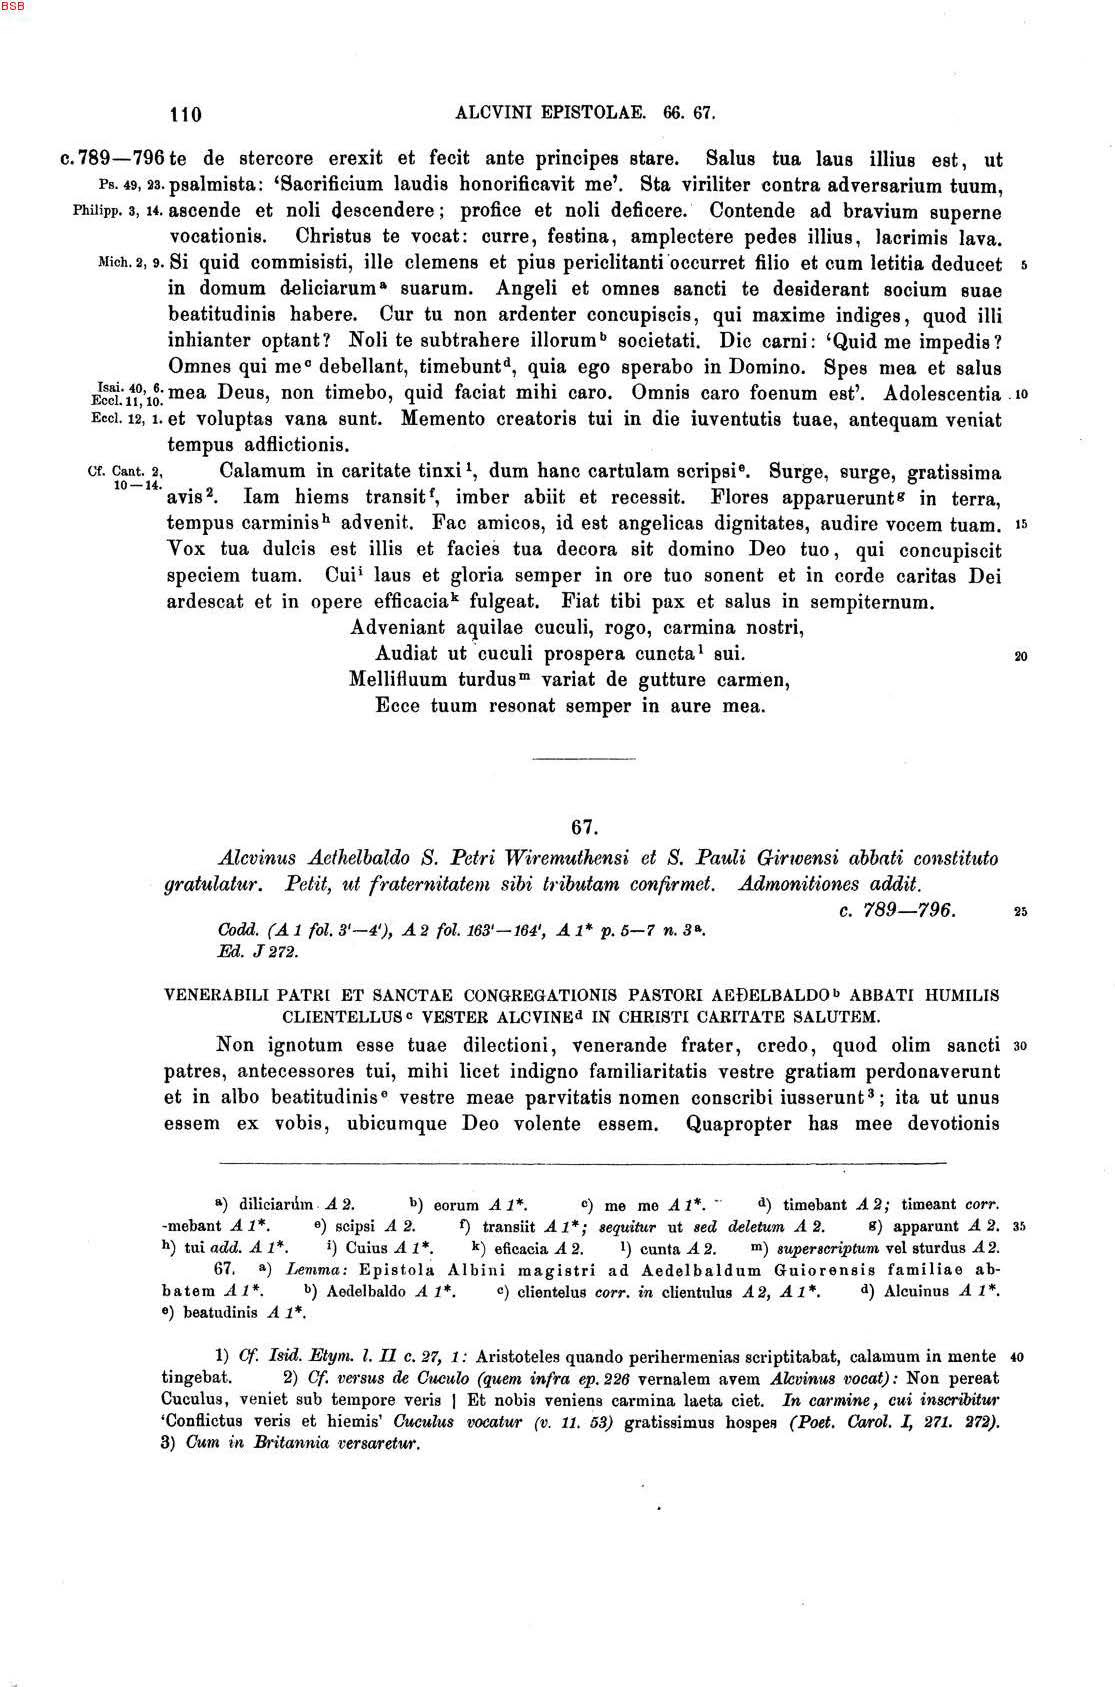 BSB
110 ALCVINI EPISTOLAE. 66. 67.
c. 789—796 te de stercore erexit et fecit ante principes stare. Salus tua laus illius est, ut
Ps. 49, 23. psalmista: ‘Sacrificium laudis honorificavit me’. Sta viriliter contra adversarium tuum,
Philipp. 3, 14. ascende et noli descendere; profice et noli deficere. Contende ad bravium superne
vocationis. Christus te vocat: curre, festina, amplectere pedes illius, lacrimis lava.
Mich. 2, 9. Si quid commisisti, ille clemens et pius periclitanti occurret filio et cum letitia deducet 5
in domum deliciarumᵃ suarum. Angeli et omnes sancti te desiderant socium suae
beatitudinis habere. Cur tu non ardenter concupiscis, qui maxime indiges, quod illi
inhianter optant? Noli te subtrahere illorumᵇ societati. Dic carni: ‘Quid me impedis?
Omnes qui meᶜ debellant, timebuntᵈ, quia ego sperabo in Domino. Spes mea et salus
Isai. 40, 6. Eccl. 11, 10. mea Deus, non timebo, quid faciat mihi caro. Omnis caro foenum est’. Adolescentia 10
Eccl. 12, 1. et voluptas vana sunt. Memento creatoris tui in die iuventutis tuae, antequam veniat
tempus adflictionis.
Cf. Cant. 2, 10—14. Calamum in caritate tinxi¹, dum hanc cartulam scripsiᵉ. Surge, surge, gratissima
avis². Iam hiems transitᶠ, imber abiit et recessit. Flores apparueruntᵍ in terra,
tempus carminisʰ advenit. Fac amicos, id est angelicas dignitates, audire vocem tuam. 15
Vox tua dulcis est illis et facies tua decora sit domino Deo tuo, qui concupiscit
speciem tuam. Cuiⁱ laus et gloria semper in ore tuo sonent et in corde caritas Dei
ardescat et in opere efficaciaᵏ fulgeat. Fiat tibi pax et salus in sempiternum.
Adveniant aquilae cuculi, rogo, carmina nostri,
Audiat ut cuculi prospera cunctaˡ sui. 20
Mellifluum turdusᵐ variat de gutture carmen,
Ecce tuum resonat semper in aure mea.
67.
Alcvinus Aethelbaldo S. Petri Wiremuthensi et S. Pauli Girwensi abbati constituto
gratulatur. Petit, ut fraternitatem sibi tributam confirmet. Admonitiones addit.
c. 789—796. 25
Codd. (A 1 fol. 3'—4'), A 2 fol. 163'—164', A 1* p. 5—7 n. 3ᵃ.
Ed. J 272.
VENERABILI PATRI ET SANCTAE CONGREGATIONIS PASTORI AEÐELBALDOᵇ ABBATI HUMILIS
CLIENTELLUSᶜ VESTER ALCVINEᵈ IN CHRISTI CARITATE SALUTEM.
Non ignotum esse tuae dilectioni, venerande frater, credo, quod olim sancti 30
patres, antecessores tui, mihi licet indigno familiaritatis vestre gratiam perdonaverunt
et in albo beatitudinisᵉ vestre meae parvitatis nomen conscribi iusserunt³; ita ut unus
essem ex vobis, ubicumque Deo volente essem. Quapropter has mee devotionis
ᵃ) diliciarum A 2. ᵇ) eorum A 1*. ᶜ) me me A 1*. ᵈ) timebant A 2; timeant corr.
-mebant A 1*. ᵉ) scipsi A 2. ᶠ) transiit A 1*; sequitur ut sed deletum A 2. ᵍ) apparunt A 2. 35
ʰ) tui add. A 1*. ⁱ) Cuius A 1*. ᵏ) eficacia A 2. ˡ) cunta A 2. ᵐ) superscriptum vel sturdus A 2.
67. ᵃ) Lemma: Epistola Albini magistri ad Aedelbaldum Guiorensis familiae ab-
batem A 1*. ᵇ) Aedelbaldo A 1*. ᶜ) clientelus corr. in clientulus A 2, A 1*. ᵈ) Alcuinus A 1*.
ᵉ) beatudinis A 1*.
1) Cf. Isid. Etym. l. II c. 27, 1: Aristoteles quando perihermenias scriptitabat, calamum in mente 40
tingebat. 2) Cf. versus de Cuculo (quem infra ep. 226 vernalem avem Alcvinus vocat): Non pereat
Cuculus, veniet sub tempore veris | Et nobis veniens carmina laeta ciet. In carmine, cui inscribitur
‘Conflictus veris et hiemis’ Cuculus vocatur (v. 11. 53) gratissimus hospes (Poet. Carol. I, 271. 272).
3) Cum in Britannia versaretur.